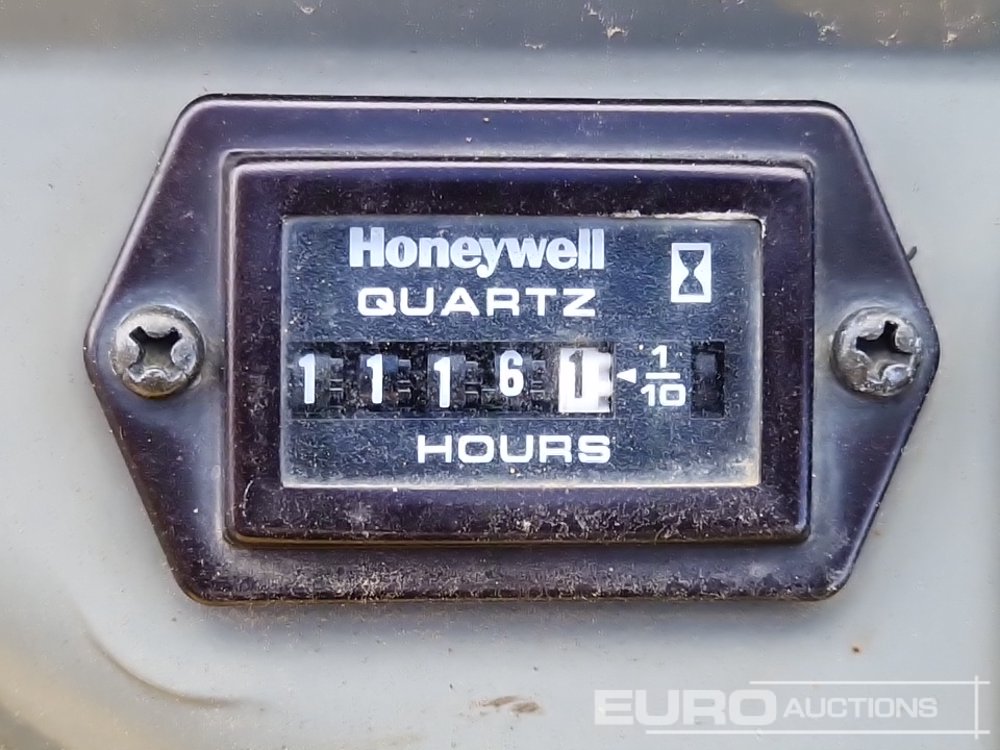 Honeywell
QUARTZ
1 1 1 6 1 ◄ 1/10
HOURS
EURO AUCTIONS